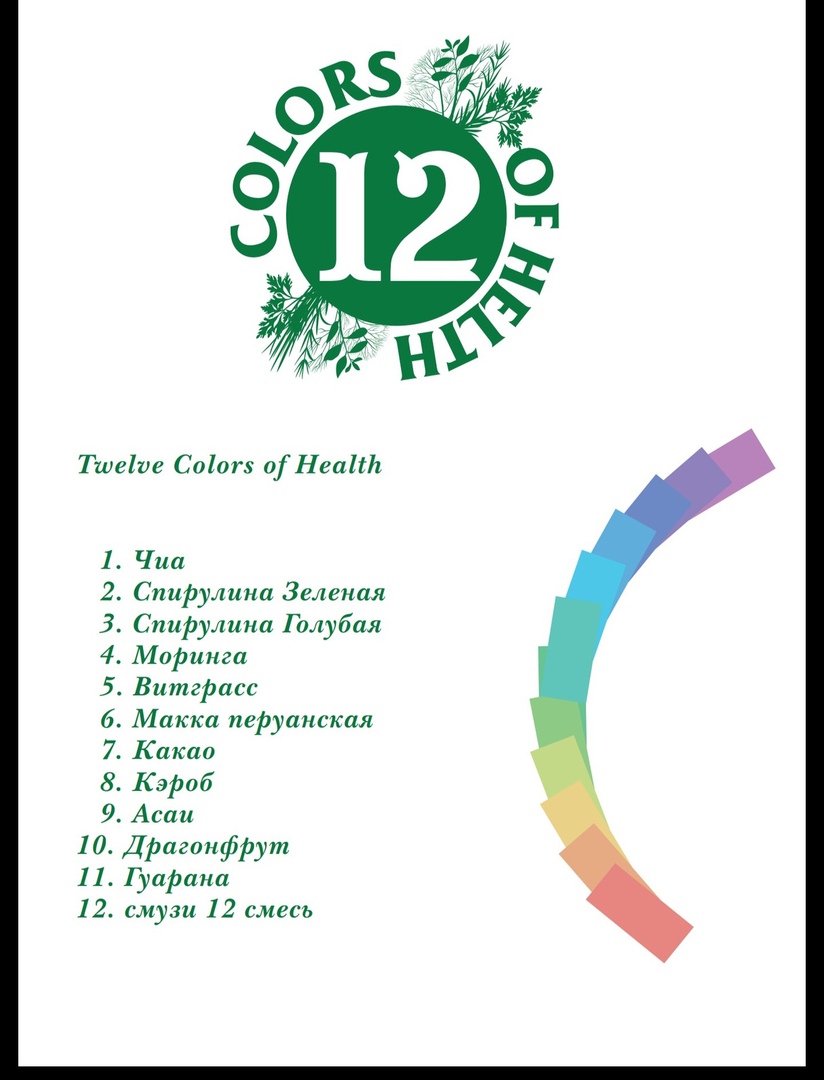 COLORS OF HELTH
12
Twelve Colors of Health
1. Чиа
2. Спирулина Зеленая
3. Спирулина Голубая
4. Моринга
5. Витграсс
6. Макка перуанская
7. Какао
8. Кэроб
9. Асаи
10. Драгонфрут
11. Гуарана
12. смузи 12 смесь